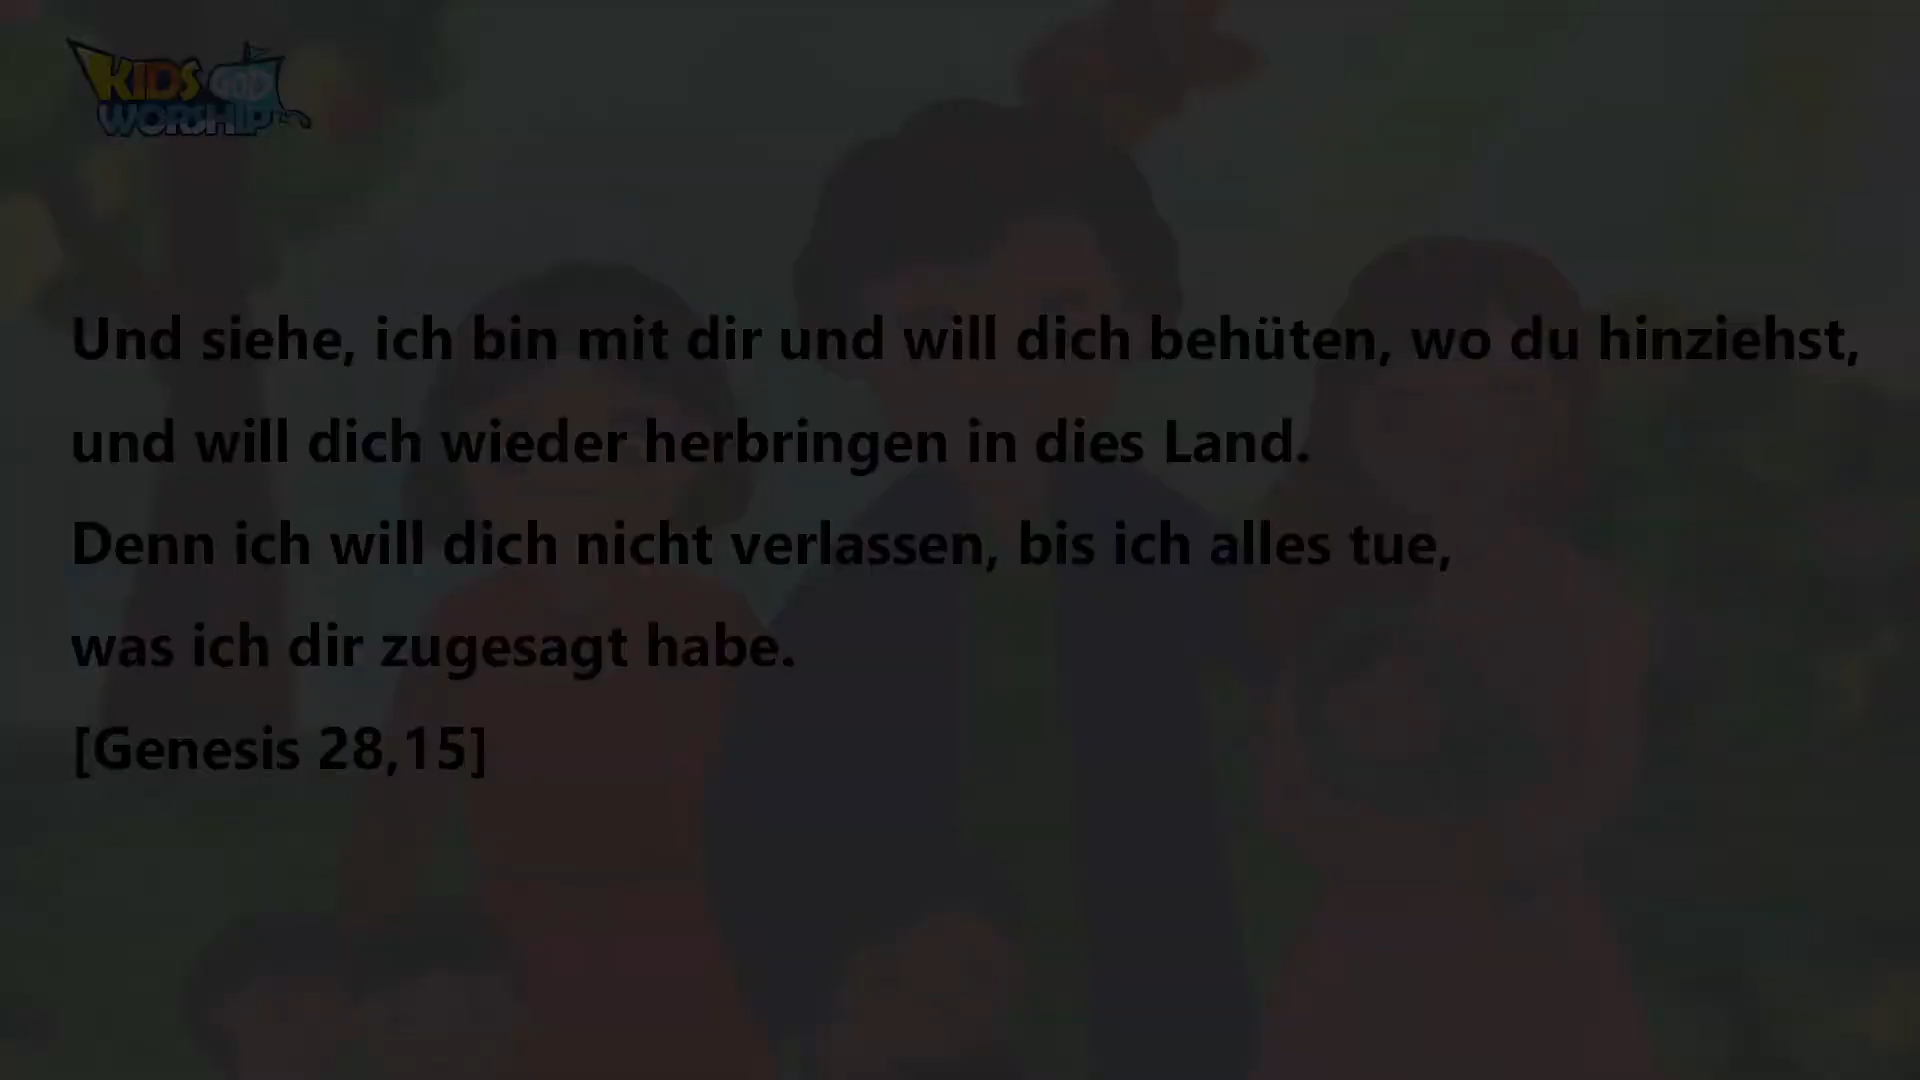 KIDS GOD
WORSHIP
Und siehe, ich bin mit dir und will dich behüten, wo du hinziehst,
und will dich wieder herbringen in dies Land.
Denn ich will dich nicht verlassen, bis ich alles tue,
was ich dir zugesagt habe.
[Genesis 28,15]